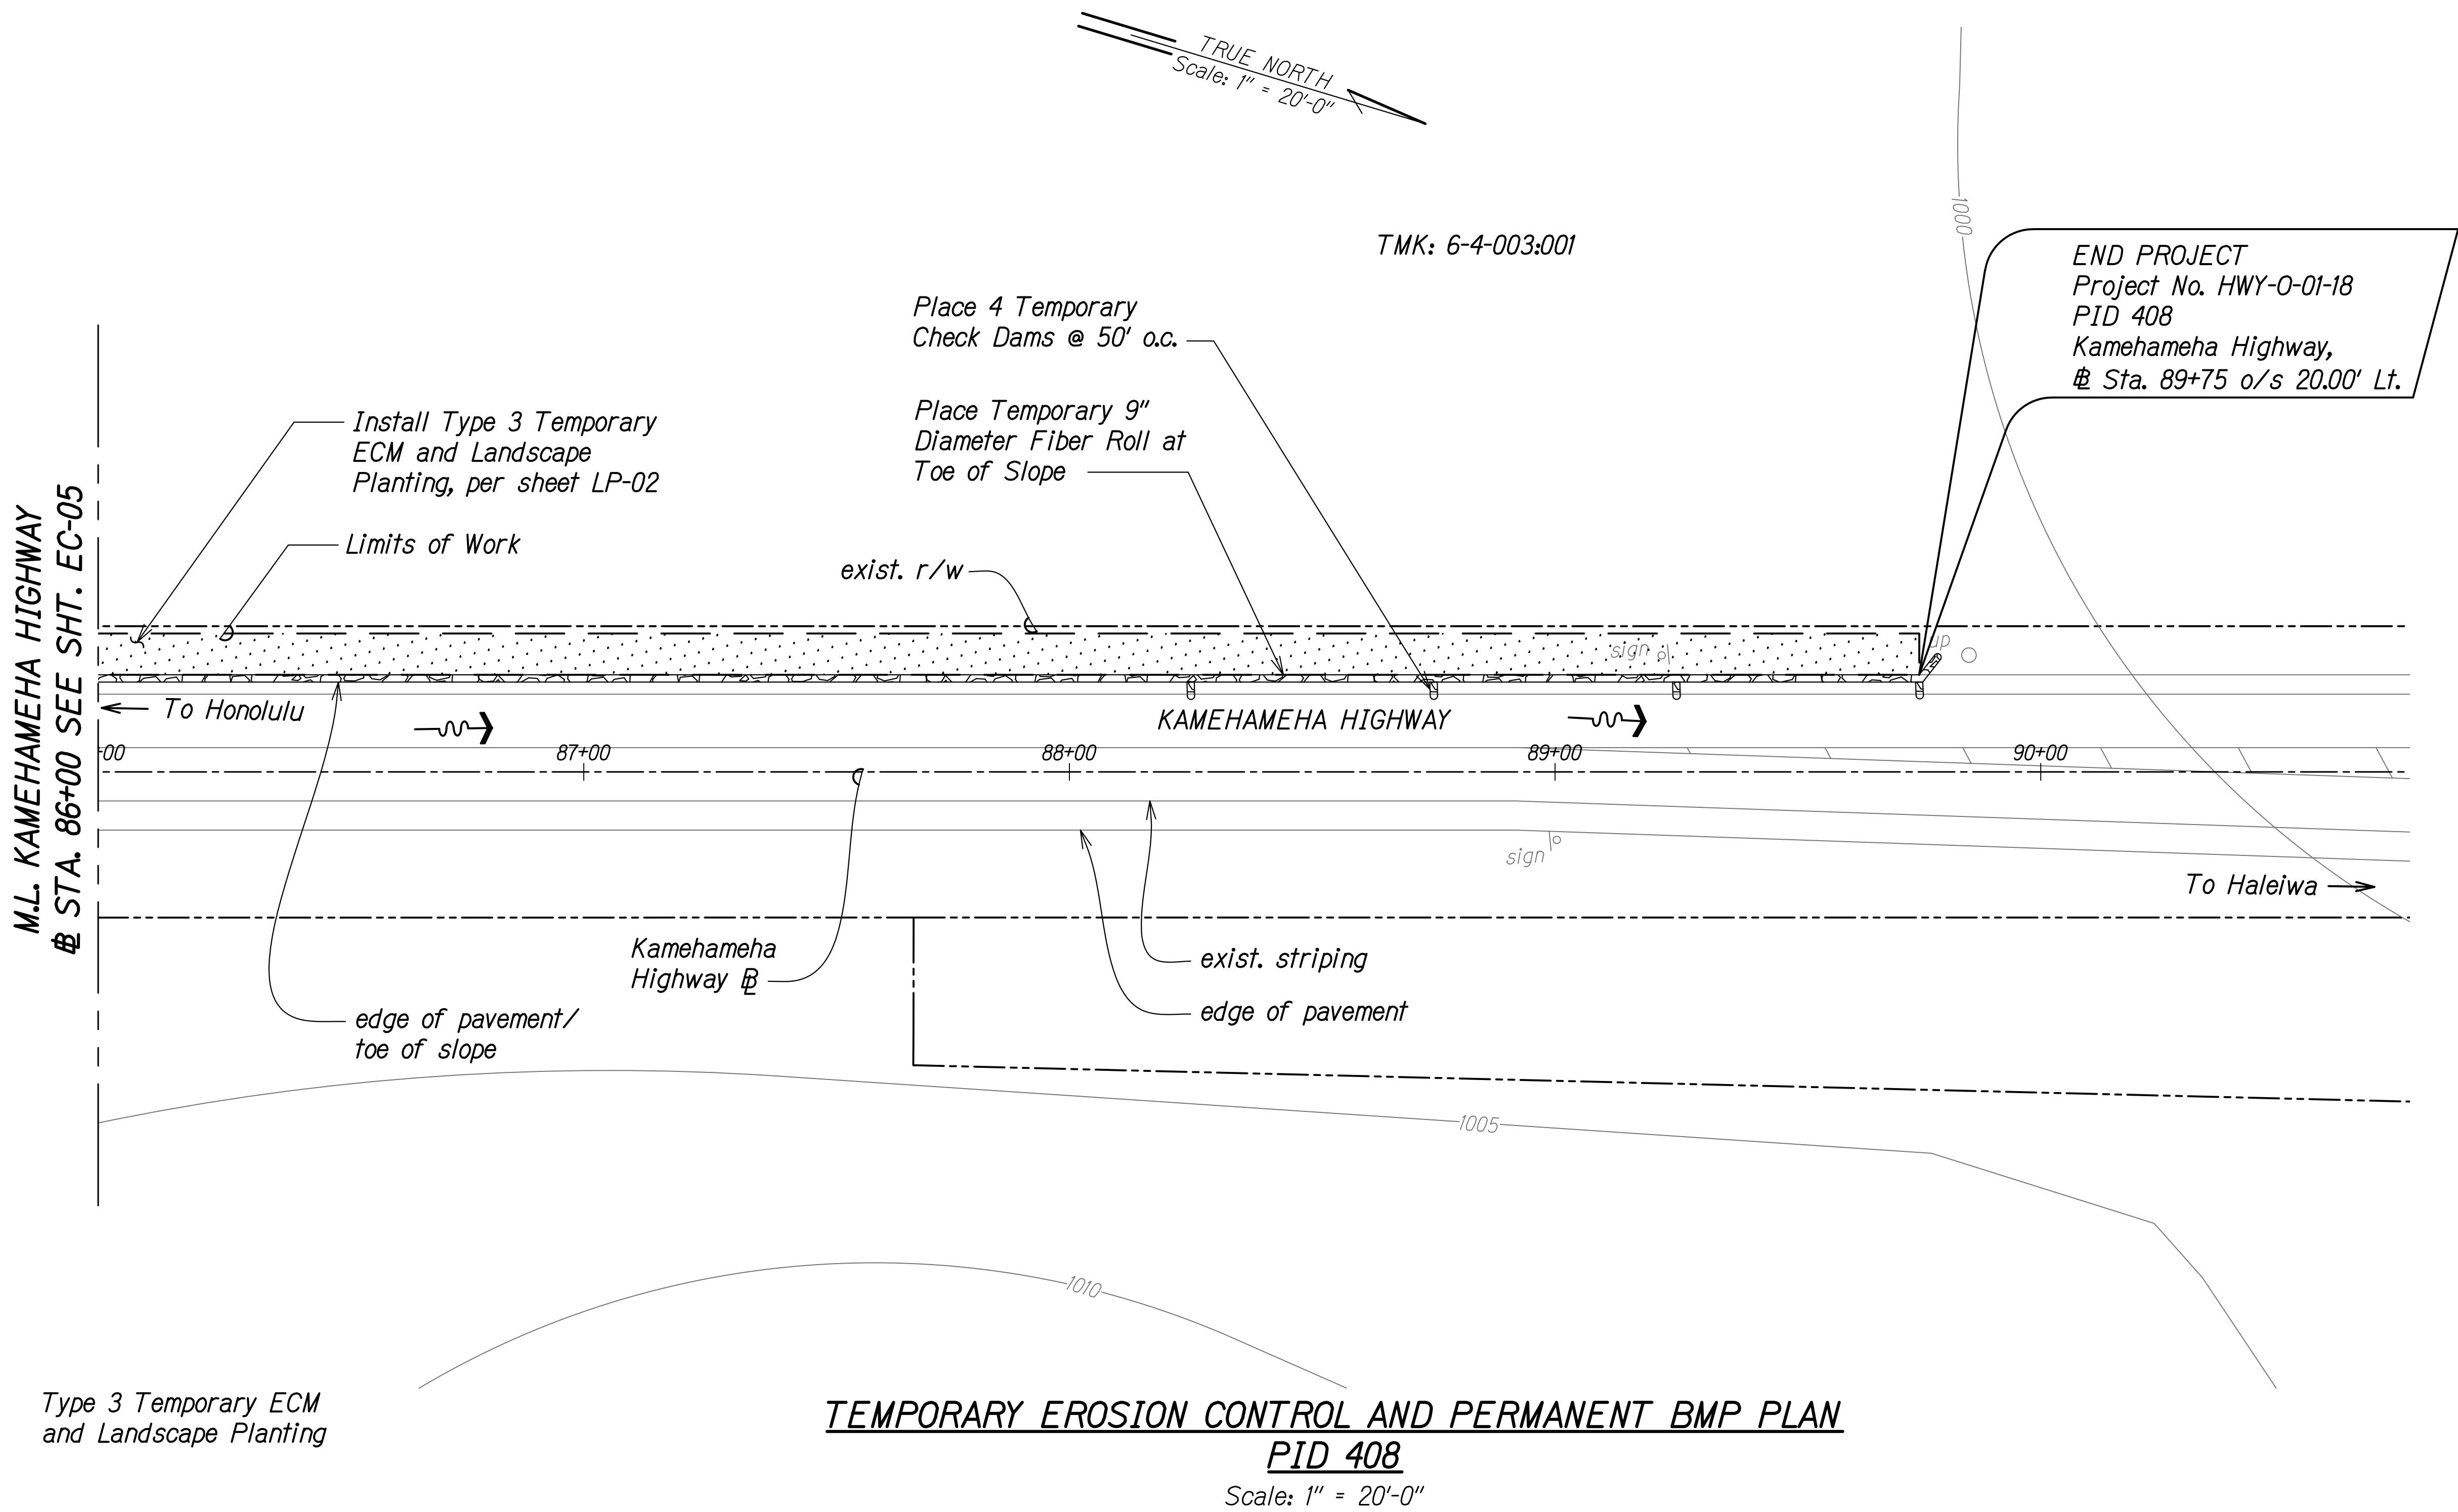 TRUE NORTH
Scale: 1" = 20'-0"
1000
TMK: 6-4-003:001
END PROJECT
Project No. HWY-O-01-18
PID 408
Kamehameha Highway,
℄ Sta. 89+75 o/s 20.00' Lt.
Place 4 Temporary
Check Dams @ 50' o.c.
Place Temporary 9"
Diameter Fiber Roll at
Toe of Slope
Install Type 3 Temporary
ECM and Landscape
Planting, per sheet LP-02
Limits of Work
exist. r/w
M.L. KAMEHAMEHA HIGHWAY
BL STA. 86+00 SEE SHT. EC-05
sign
up
To Honolulu
KAMEHAMEHA HIGHWAY
+00
87+00
88+00
89+00
90+00
sign
To Haleiwa
Kamehameha
Highway BL
exist. striping
edge of pavement
edge of pavement/
toe of slope
1005
1010
Type 3 Temporary ECM
and Landscape Planting
TEMPORARY EROSION CONTROL AND PERMANENT BMP PLAN
PID 408
Scale: 1" = 20'-0"